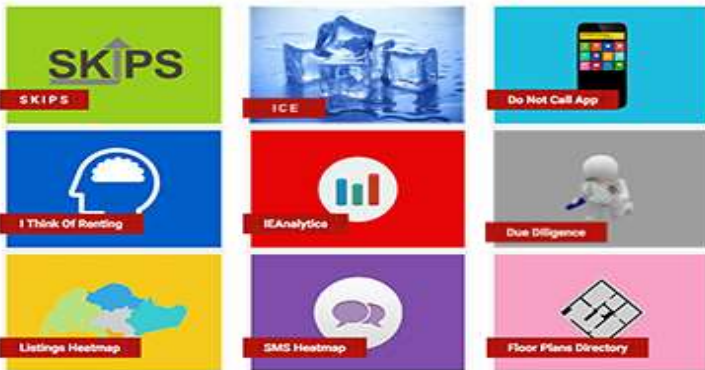 SKIPS
SKIPS
ICE
Do Not Call App
I Think Of Renting
IEAnalytics
Due Diligence
Listings Heatmap
SMS Heatmap
Floor Plans Directory